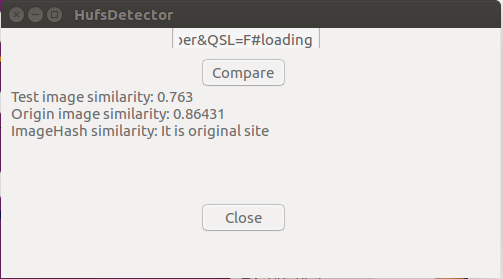 HufsDetector
per&QSL=F#loading
Compare
Test image similarity: 0.763
Origin image similarity: 0.86431
ImageHash similarity: It is original site
Close